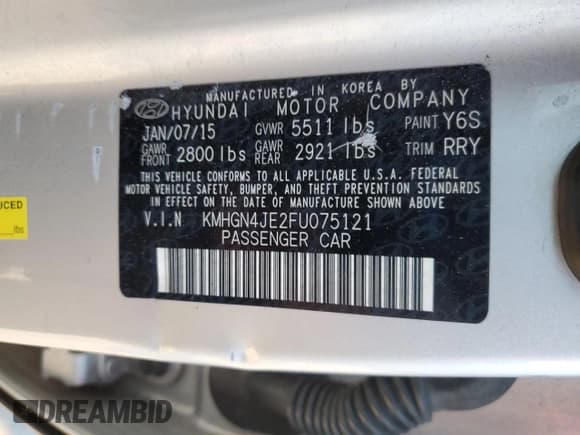 MANUFACTURED IN KOREA BY
HYUNDAI MOTOR COMPANY
JAN/07/15 GVWR 5511 lbs PAINT Y6S
GAWR FRONT 2800 lbs GAWR REAR 2921 lbs TRIM RRY
THIS VEHICLE CONFORMS TO ALL APPLICABLE U.S.A. FEDERAL
MOTOR VEHICLE SAFETY, BUMPER, AND THEFT PREVENTION STANDARDS
IN EFFECT ON THE DATE OF MANUFACTURE SHOWN ABOVE
V.I.N KMHGN4JE2FU075121
PASSENGER CAR
UCED
lbs
DREAMBID